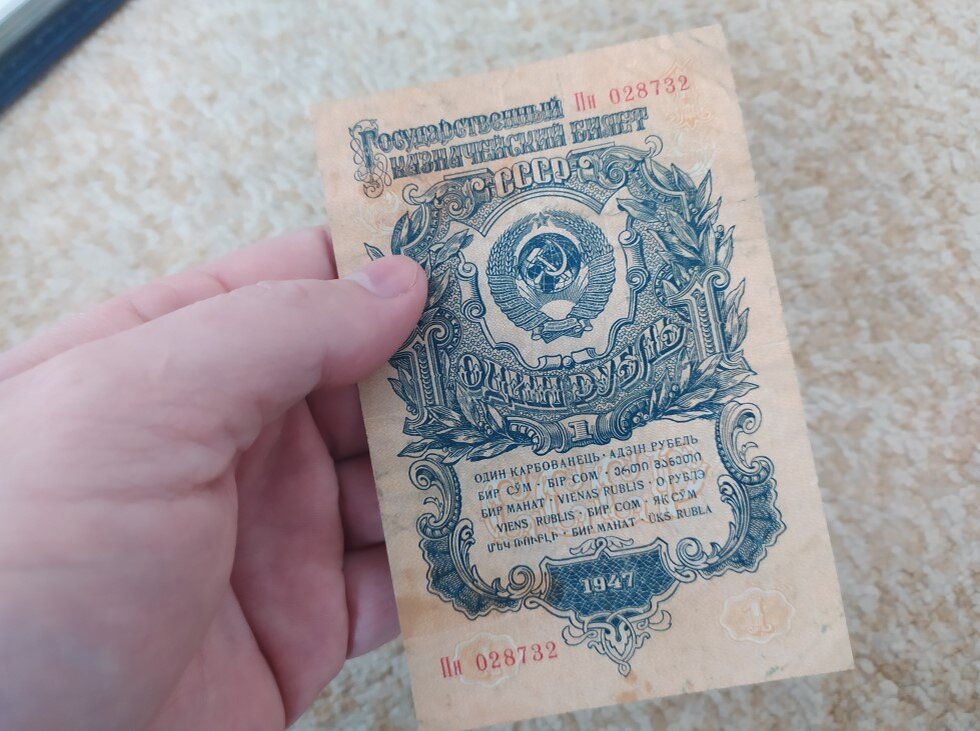 Пн 028732
Государственный
казначейский билет
СССР
1 1
ОДИН РУБЛЬ
1
ОДИН КАРБОВАНЕЦЬ · АДЗІН РУБЕЛЬ
БИР СЎМ · БІР СОМ · ᲔᲠᲗᲘ ᲛᲐᲜᲔᲗᲘ
БИР МАНАТ · VIENAS RUBLIS · О РУБЛЭ
VIENS RUBLIS · БИР СОМ · ЯК СӮМ
ՄԵԿ ՌՈՒԲԼԻ · БИР МАНАТ · ÜKS RUBLA
1947
1
Пн 028732